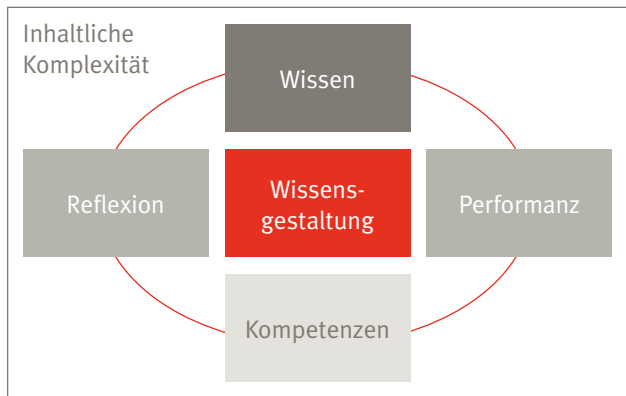 Inhaltliche
Komplexität
Wissen
Reflexion
Wissens-
gestaltung
Performanz
Kompetenzen